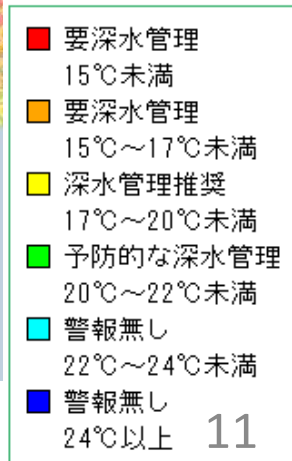 要深水管理
15℃未満
要深水管理
15℃～17℃未満
深水管理推奨
17℃～20℃未満
予防的な深水管理
20℃～22℃未満
警報無し
22℃～24℃未満
警報無し
24℃以上
11